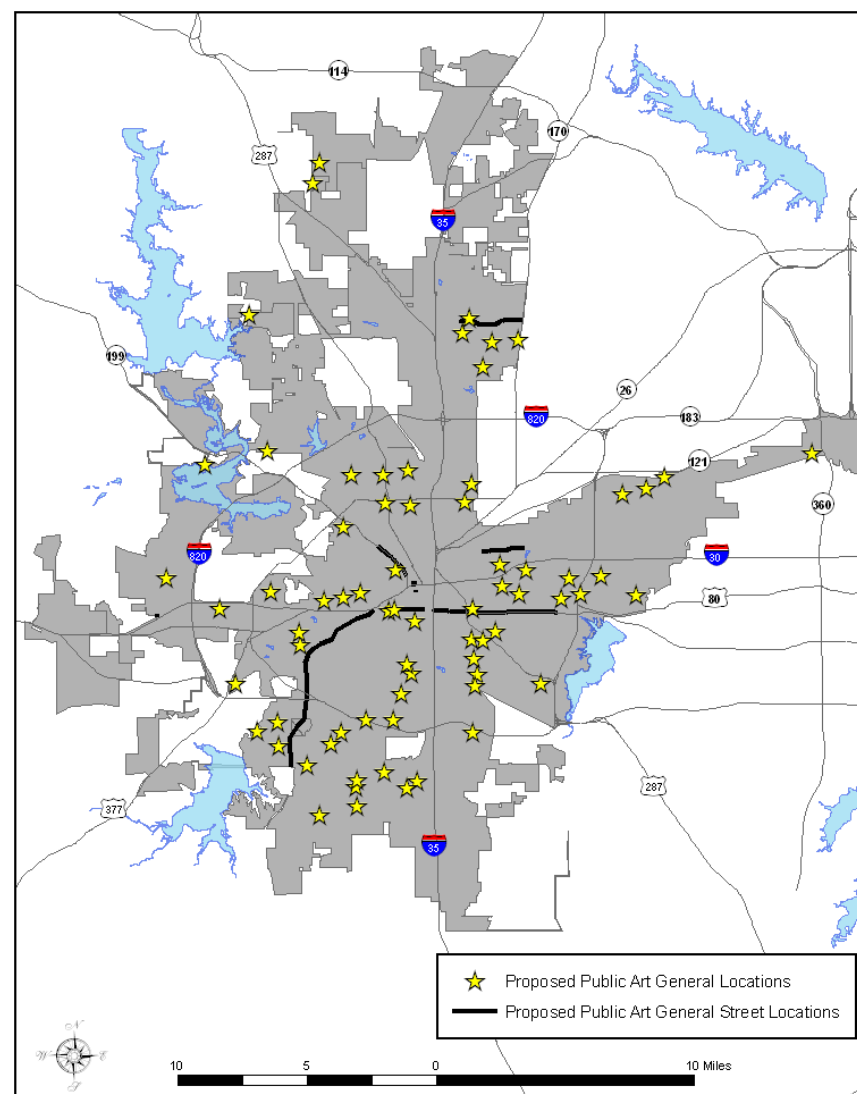 114
170
287
35
199
26
820
183
121
360
820
30
80
377
287
35
Proposed Public Art General Locations
Proposed Public Art General Street Locations
N
W E
S
10 5 0 10 Miles